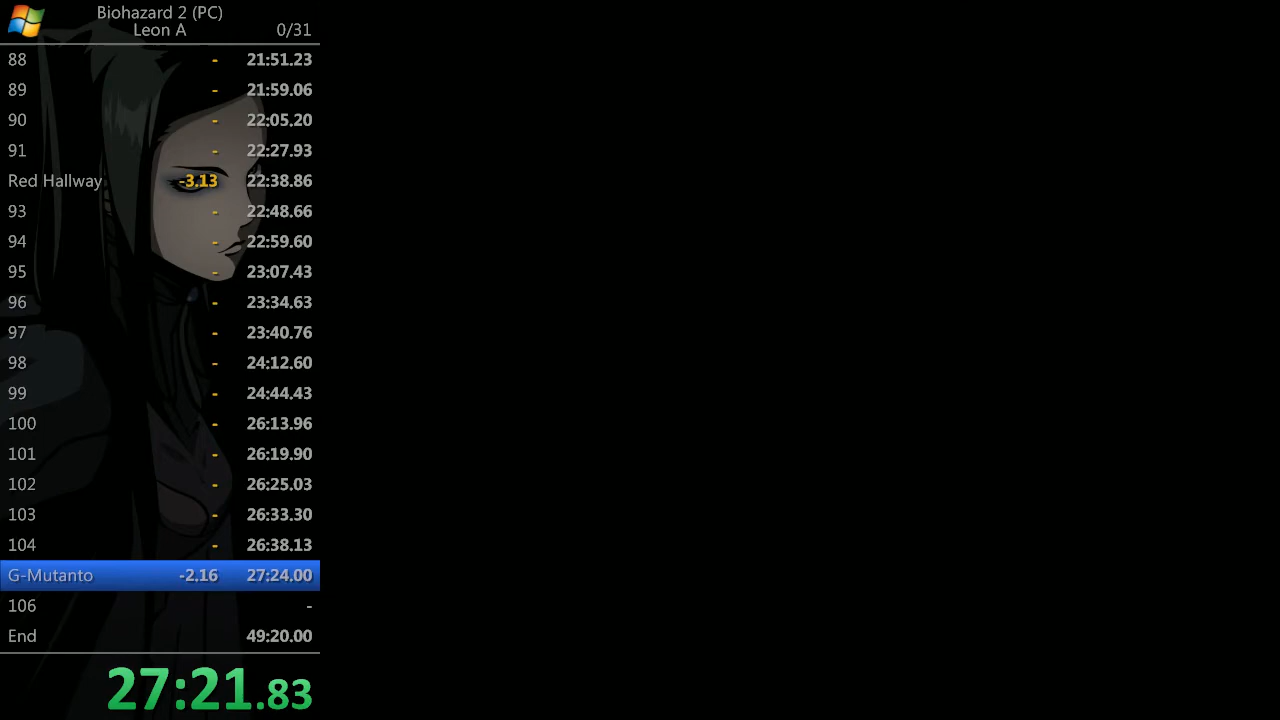 Biohazard 2 (PC)
Leon A 0/31
88 - 21:51.23
89 - 21:59.06
90 - 22:05.20
91 - 22:27.93
Red Hallway -3.13 22:38.86
93 - 22:48.66
94 - 22:59.60
95 - 23:07.43
96 - 23:34.63
97 - 23:40.76
98 - 24:12.60
99 - 24:44.43
100 - 26:13.96
101 - 26:19.90
102 - 26:25.03
103 - 26:33.30
104 - 26:38.13
G-Mutanto -2.16 27:24.00
106 -
End 49:20.00
27:21.83